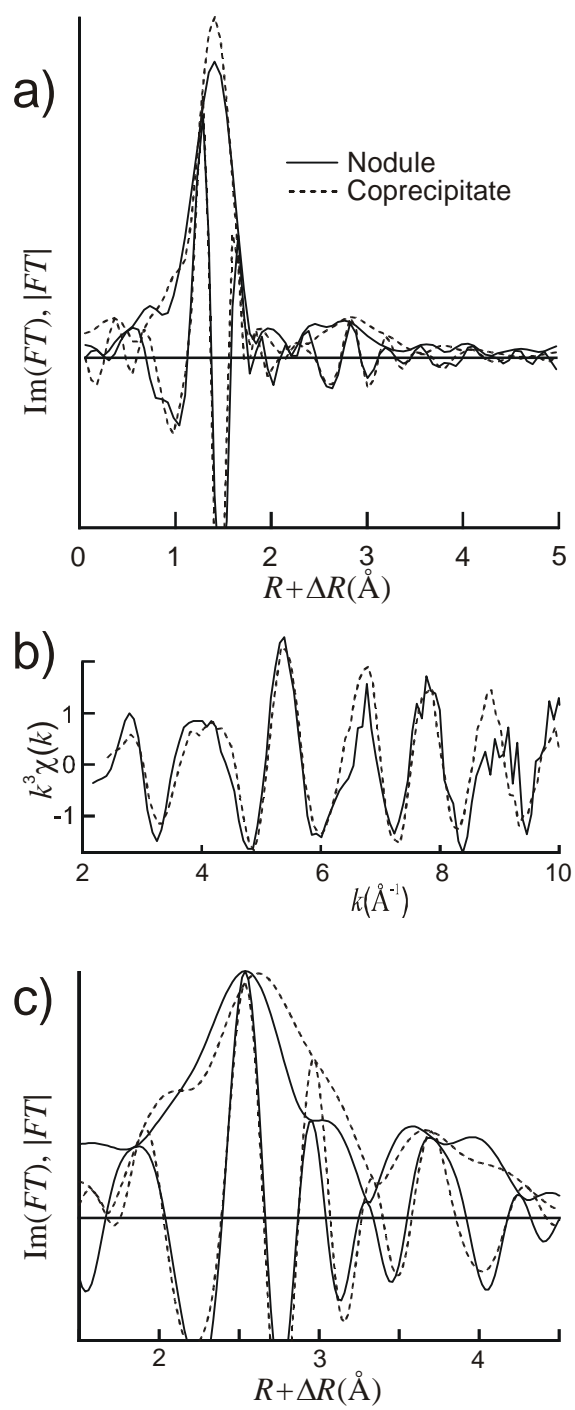 a)
Nodule
Coprecipitate
Im(FT), |FT|
0 1 2 3 4 5
R+ΔR(Å)
b)
k³χ(k)
1
0
-1
2 4 6 8 10
k(Å⁻¹)
c)
Im(FT), |FT|
2 3 4
R+ΔR(Å)